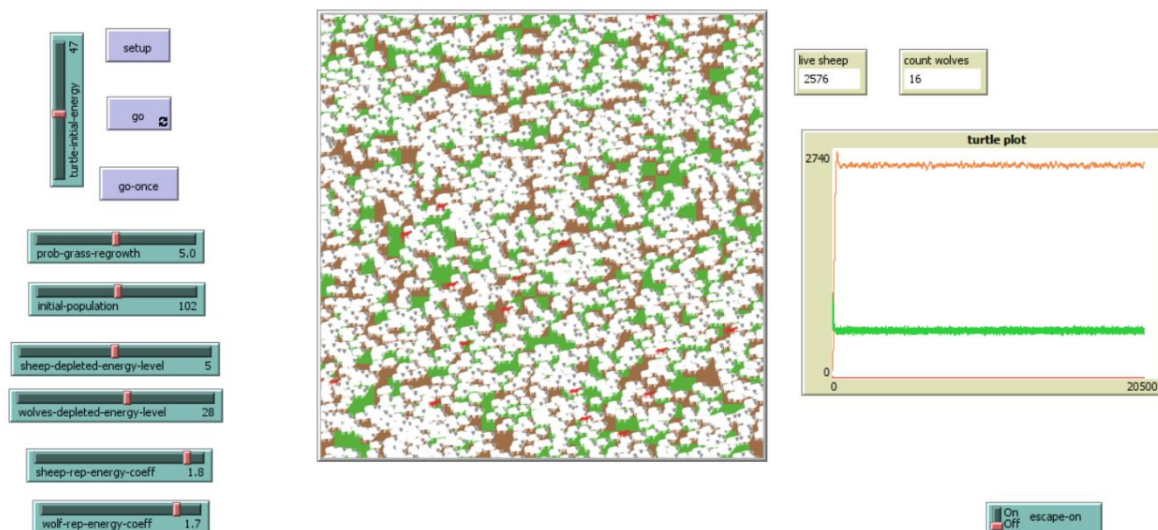 47
turtle-initial-energy
setup
go
go-once
prob-grass-regrowth 5.0
initial-population 102
sheep-depleted-energy-level 5
wolves-depleted-energy-level 28
sheep-rep-energy-coeff 1.8
wolf-rep-energy-coeff 1.7
live sheep
2576
count wolves
16
turtle plot
2740
0
0 20500
On
Off
escape-on